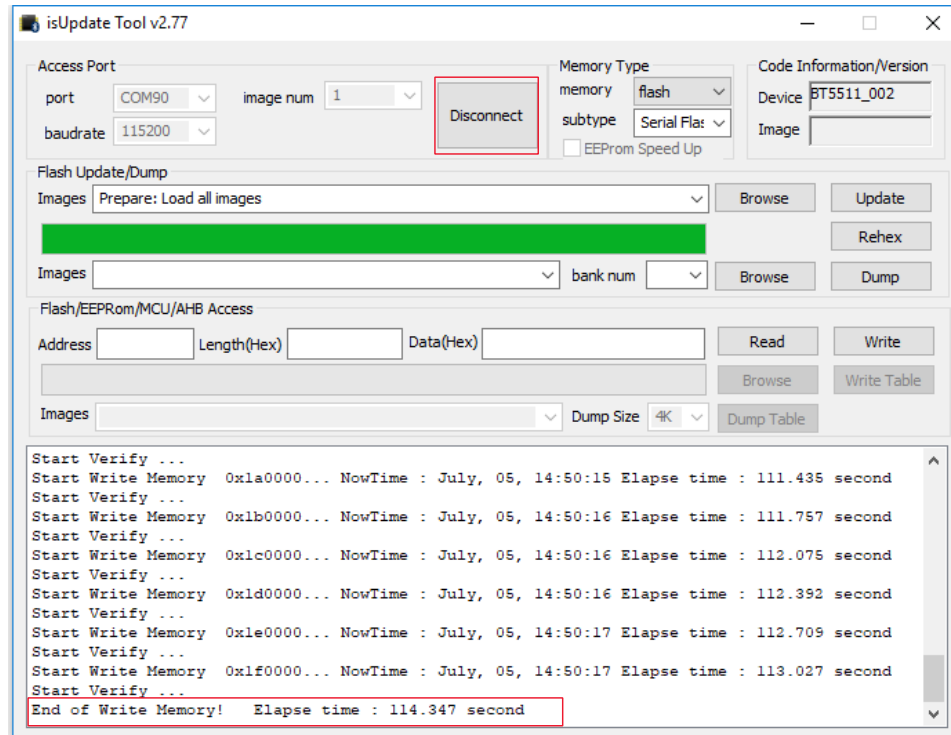 isUpdate Tool v2.77
Access Port
port COM90 image num 1
baudrate 115200
Disconnect
Memory Type
memory flash
subtype Serial Flas
EEProm Speed Up
Code Information/Version
Device BT5511_002
Image
Flash Update/Dump
Images Prepare: Load all images Browse Update
Rehex
Images bank num Browse Dump
Flash/EEPRom/MCU/AHB Access
Address Length(Hex) Data(Hex) Read Write
Browse Write Table
Images Dump Size 4K Dump Table
Start Verify ...
Start Write Memory 0x1a0000... NowTime : July, 05, 14:50:15 Elapse time : 111.435 second
Start Verify ...
Start Write Memory 0x1b0000... NowTime : July, 05, 14:50:16 Elapse time : 111.757 second
Start Verify ...
Start Write Memory 0x1c0000... NowTime : July, 05, 14:50:16 Elapse time : 112.075 second
Start Verify ...
Start Write Memory 0x1d0000... NowTime : July, 05, 14:50:16 Elapse time : 112.392 second
Start Verify ...
Start Write Memory 0x1e0000... NowTime : July, 05, 14:50:17 Elapse time : 112.709 second
Start Verify ...
Start Write Memory 0x1f0000... NowTime : July, 05, 14:50:17 Elapse time : 113.027 second
Start Verify ...
End of Write Memory! Elapse time : 114.347 second